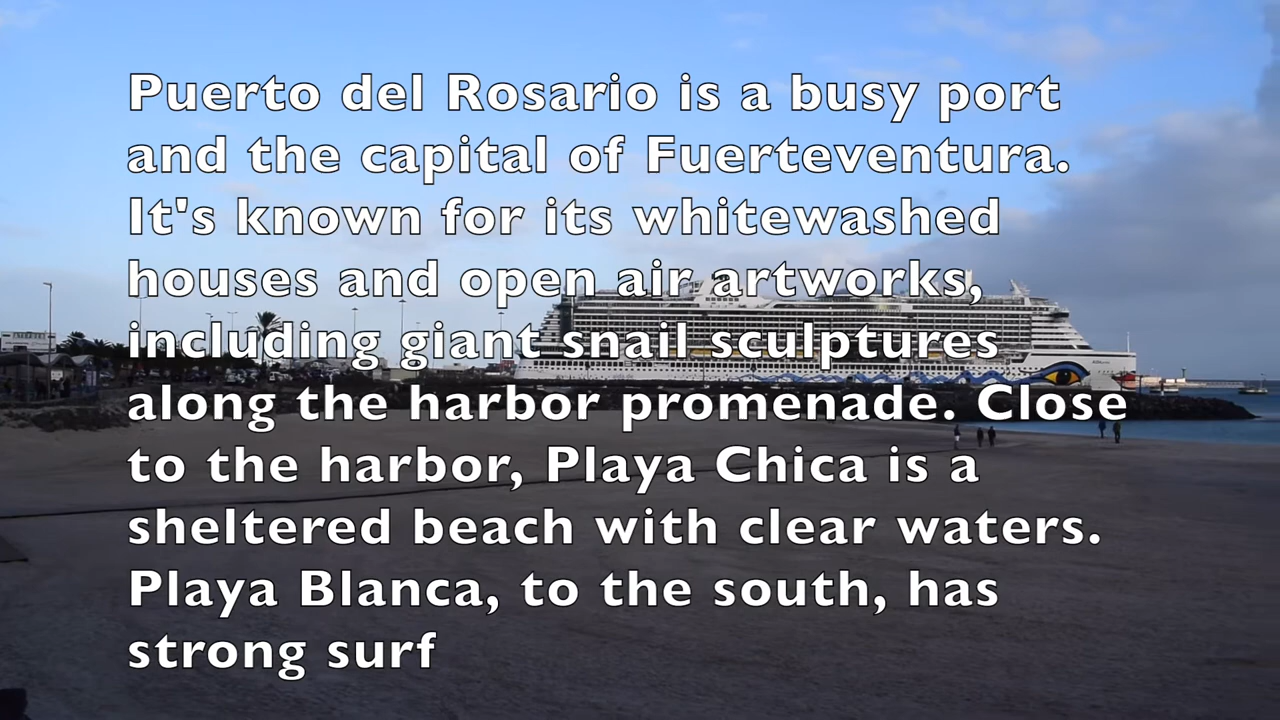 Puerto del Rosario is a busy port
and the capital of Fuerteventura.
It's known for its whitewashed
houses and open air artworks,
including giant snail sculptures
along the harbor promenade. Close
to the harbor, Playa Chica is a
sheltered beach with clear waters.
Playa Blanca, to the south, has
strong surf